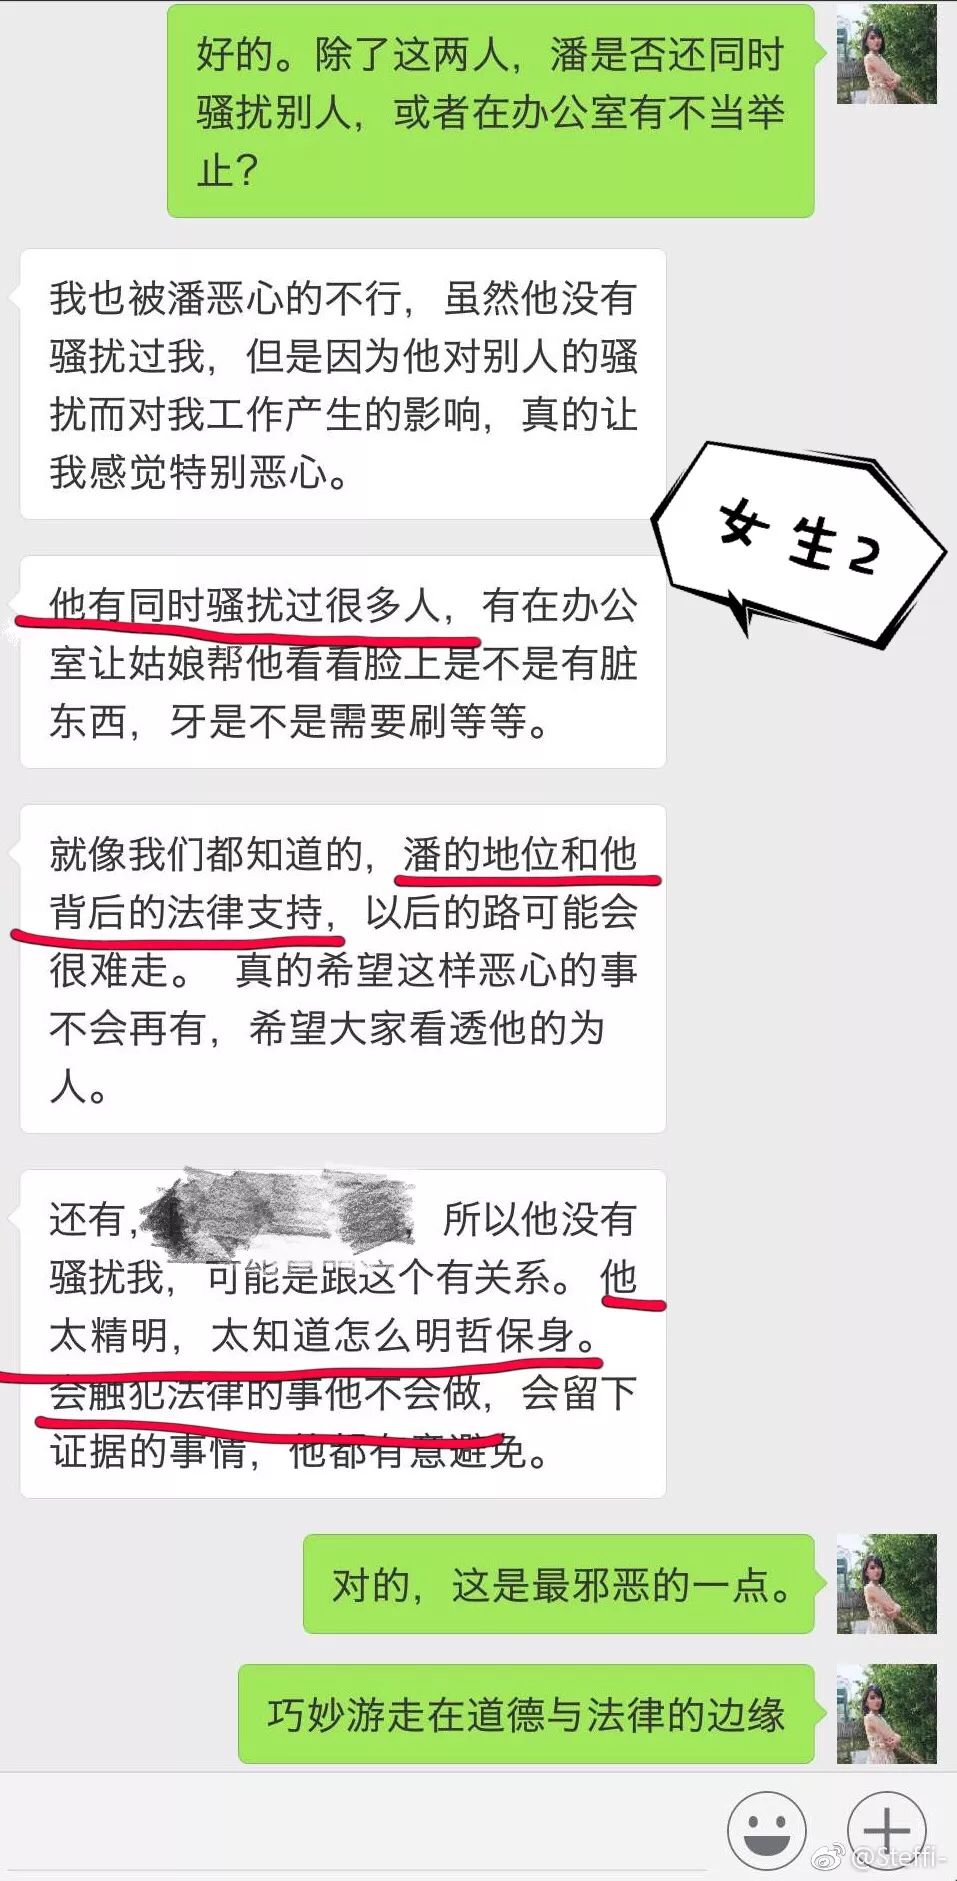 好的。除了这两人，潘是否还同时
骚扰别人，或者在办公室有不当举
止？
我也被潘恶心的不行，虽然他没有
骚扰过我，但是因为他对别人的骚
扰而对我工作产生的影响，真的让
我感觉特别恶心。
女生2
他有同时骚扰过很多人，有在办公
室让姑娘帮他看看脸上是不是有脏
东西，牙是不是需要刷等等。
就像我们都知道的，潘的地位和他
背后的法律支持，以后的路可能会
很难走。 真的希望这样恶心的事
不会再有，希望大家看透他的为
人。
还有，
，所以他没有
骚扰我，可能是跟这个有关系。他
太精明，太知道怎么明哲保身。
会触犯法律的事他不会做，会留下
证据的事情，他都有意避免。
对的，这是最邪恶的一点。
巧妙游走在道德与法律的边缘
@Steffi-